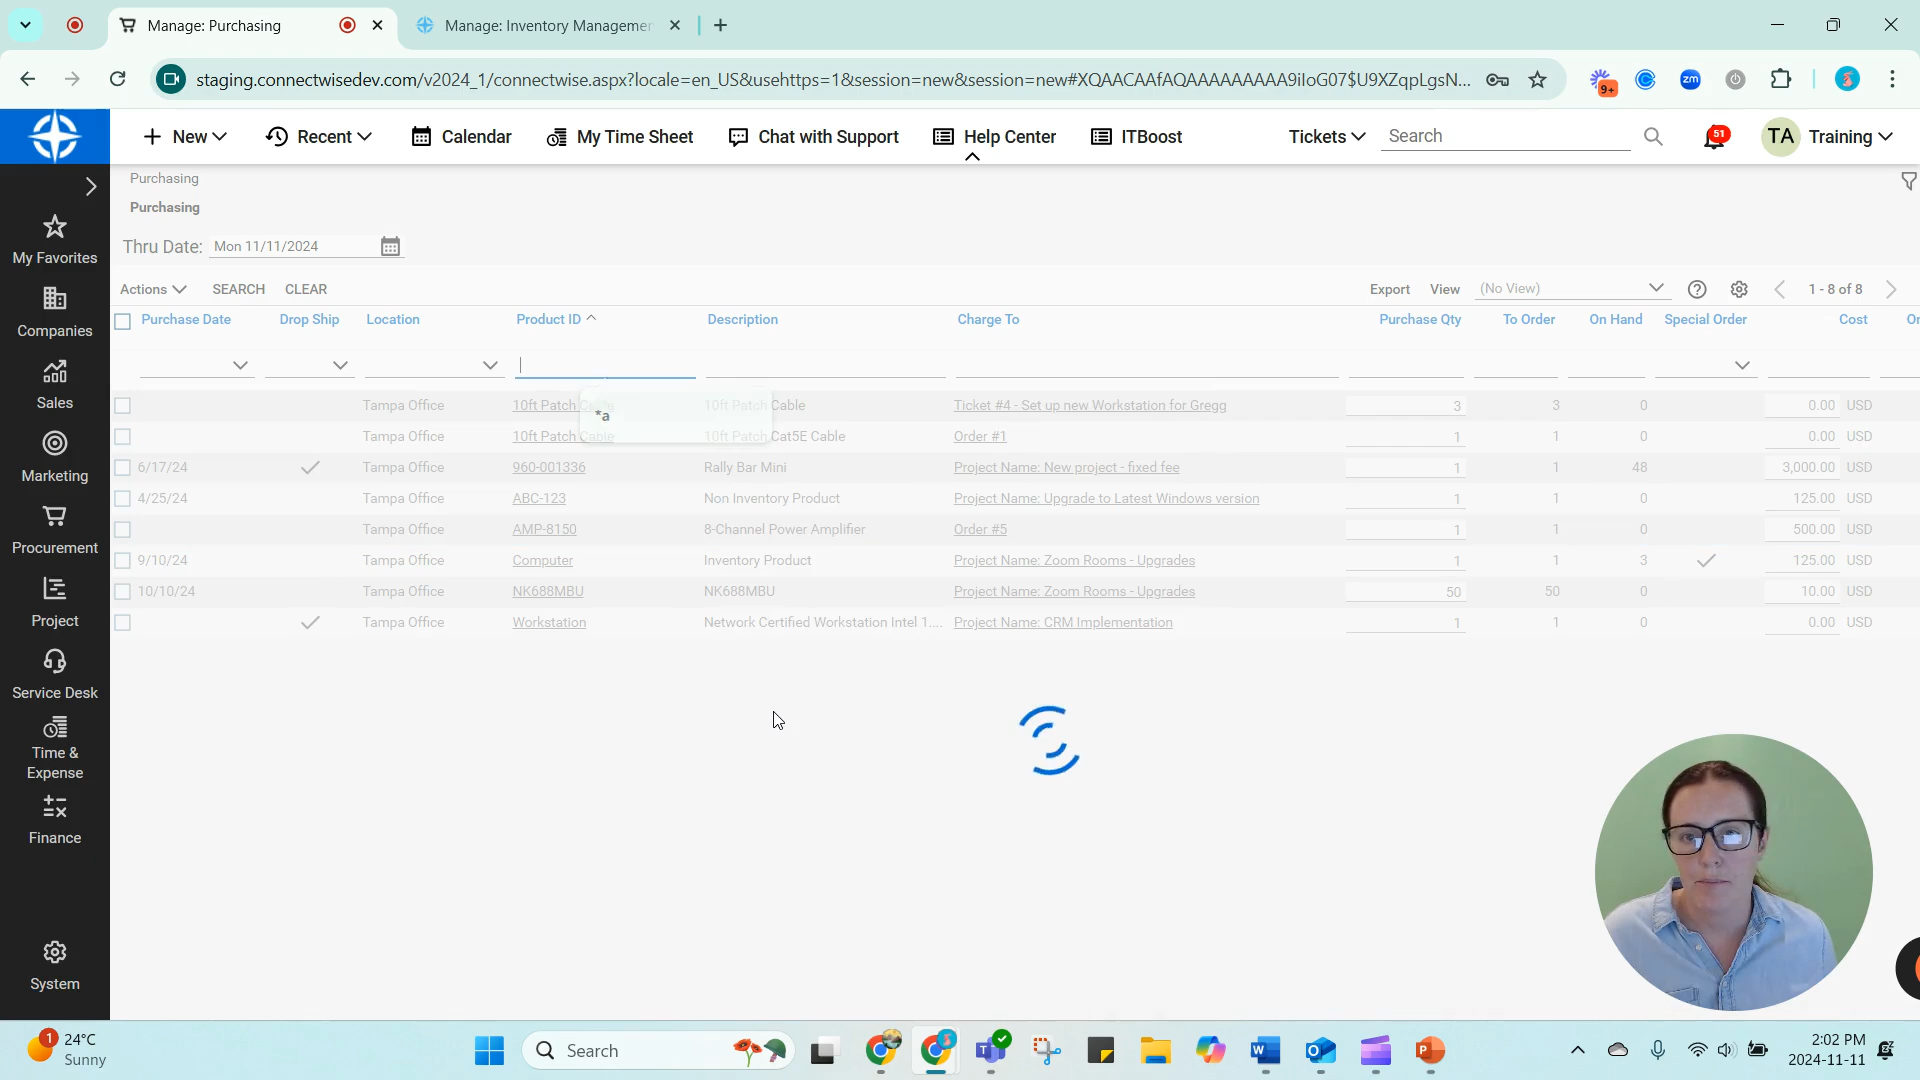 Manage: Purchasing
Manage: Inventory Managemen
staging.connectwisedev.com/v2024_1/connectwise.aspx?locale=en_US&usehttps=1&session=new&session=new#XQAACAAfAQAAAAAAAAA9iIoG07$U9XZqpLgsN...
9+
zm
New
Recent
Calendar
My Time Sheet
Chat with Support
Help Center
ITBoost
Tickets
Search
51
TA
Training
Purchasing
Purchasing
Thru Date: Mon 11/11/2024
Actions SEARCH CLEAR
Export View (No View) 1 - 8 of 8
Purchase Date Drop Ship Location Product ID Description Charge To Purchase Qty To Order On Hand Special Order Cost Or
Tampa Office 10ft Patch Cable 10ft Patch Cable Ticket #4 - Set up new Workstation for Gregg 3 3 0 0.00 USD
*a
Tampa Office 10ft Patch Cable 10ft Patch Cat5E Cable Order #1 1 1 0 0.00 USD
6/17/24 Tampa Office 960-001336 Rally Bar Mini Project Name: New project - fixed fee 1 1 48 3,000.00 USD
4/25/24 Tampa Office ABC-123 Non Inventory Product Project Name: Upgrade to Latest Windows version 1 1 0 125.00 USD
Tampa Office AMP-8150 8-Channel Power Amplifier Order #5 1 1 0 500.00 USD
9/10/24 Tampa Office Computer Inventory Product Project Name: Zoom Rooms - Upgrades 1 1 3 125.00 USD
10/10/24 Tampa Office NK688MBU NK688MBU Project Name: Zoom Rooms - Upgrades 50 50 0 10.00 USD
Tampa Office Workstation Network Certified Workstation Intel 1.... Project Name: CRM Implementation 1 1 0 0.00 USD
My Favorites
Companies
Sales
Marketing
Procurement
Project
Service Desk
Time &
Expense
Finance
System
1
24°C
Sunny
Search
2:02 PM
2024-11-11